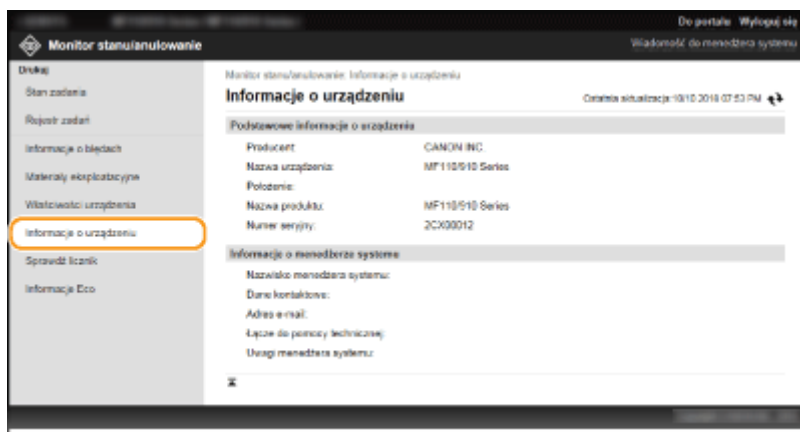 Do portalu Wyloguj się
Monitor stanu/anulowanie
Wiadomość do menedżera systemu
Drukuj
Stan zadania
Rejestr zadań
Informacje o błędach
Materiały eksploatacyjne
Właściwości urządzenia
Informacje o urządzeniu
Sprawdź licznik
Informacje Eco
Monitor stanu/anulowanie: Informacje o urządzeniu
Informacje o urządzeniu
Ostatnia aktualizacja: 10/10 2018 07:53 PM
Podstawowe informacje o urządzeniu
Producent: CANON INC.
Nazwa urządzenia: MF110/910 Series
Położenie:
Nazwa produktu: MF110/910 Series
Numer seryjny: 2CX00012
Informacje o menedżerze systemu
Nazwisko menedżera systemu:
Dane kontaktowe:
Adres e-mail:
Łącze do pomocy technicznej:
Uwagi menedżera systemu: